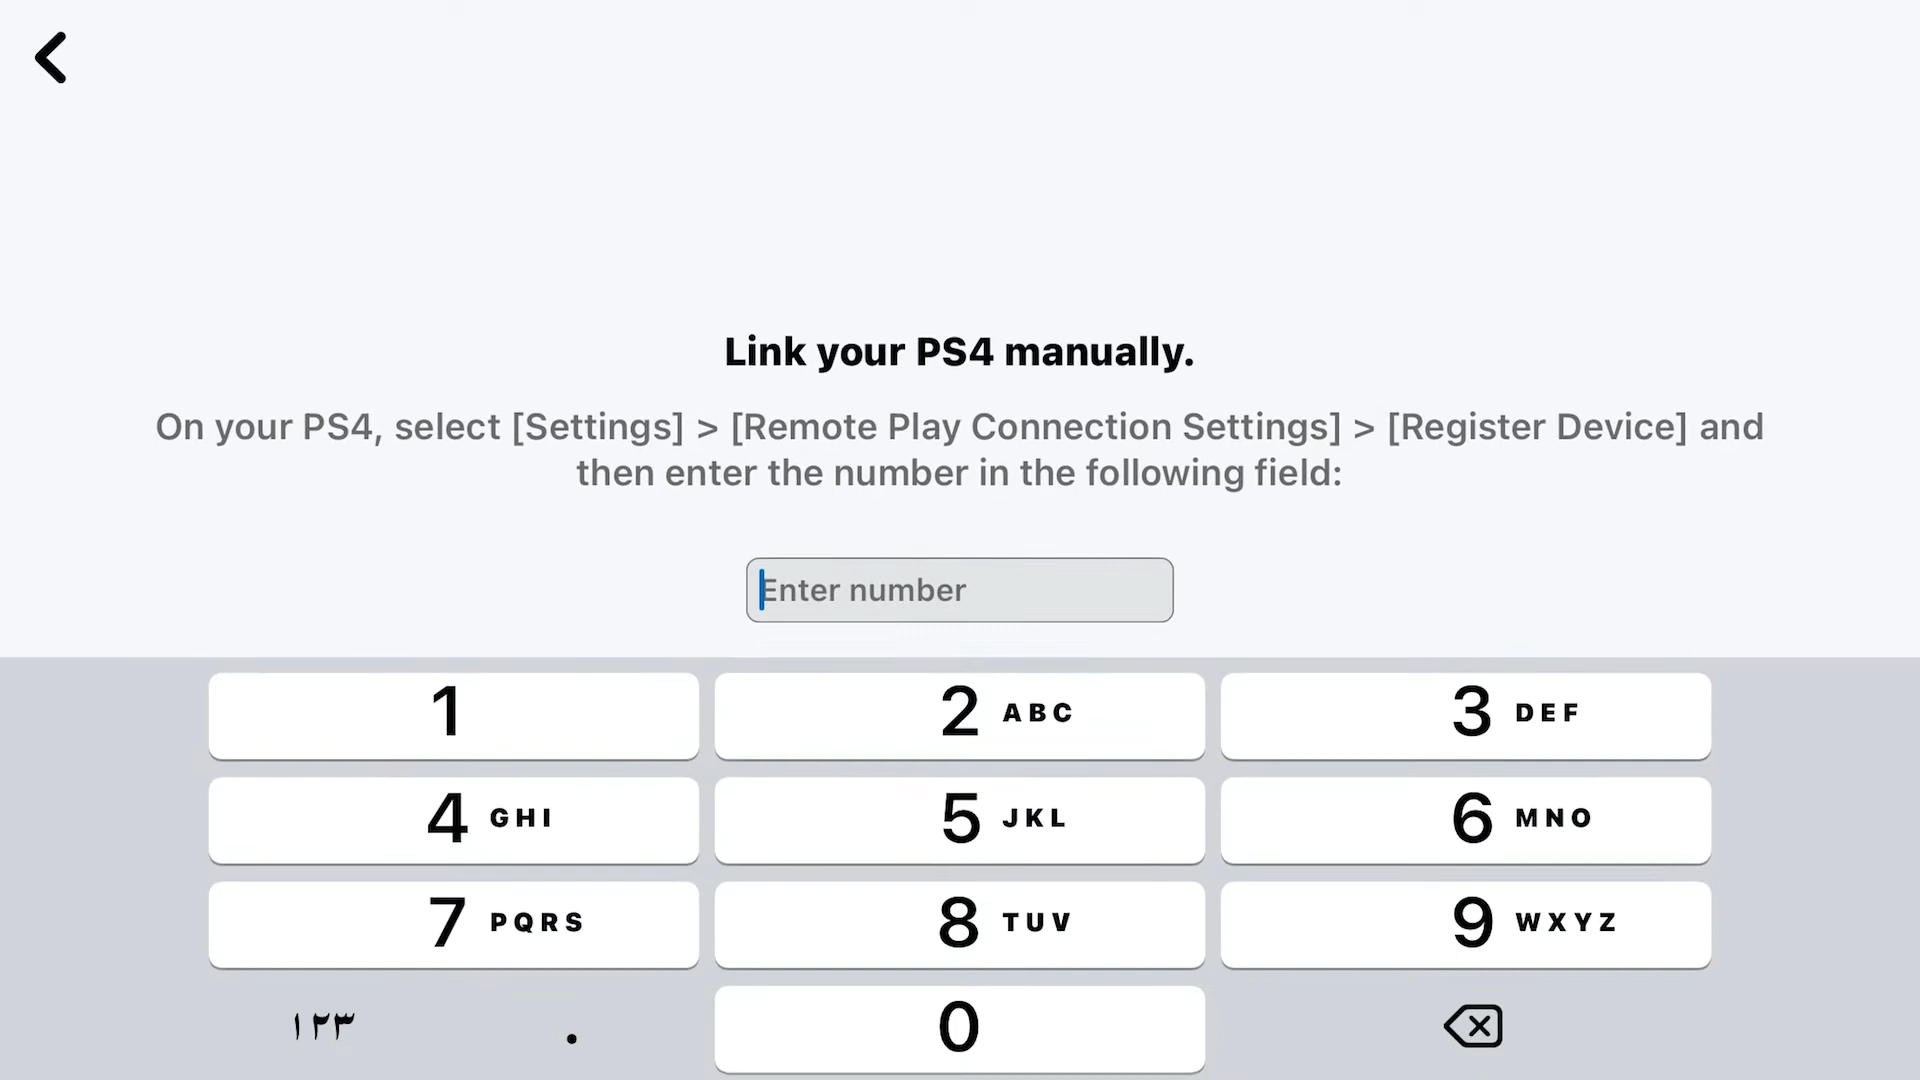 Link your PS4 manually.
On your PS4, select [Settings] > [Remote Play Connection Settings] > [Register Device] and
then enter the number in the following field:
Enter number
1
2 ABC
3 DEF
4 GHI
5 JKL
6 MNO
7 PQRS
8 TUV
9 WXYZ
١٢٣
.
0